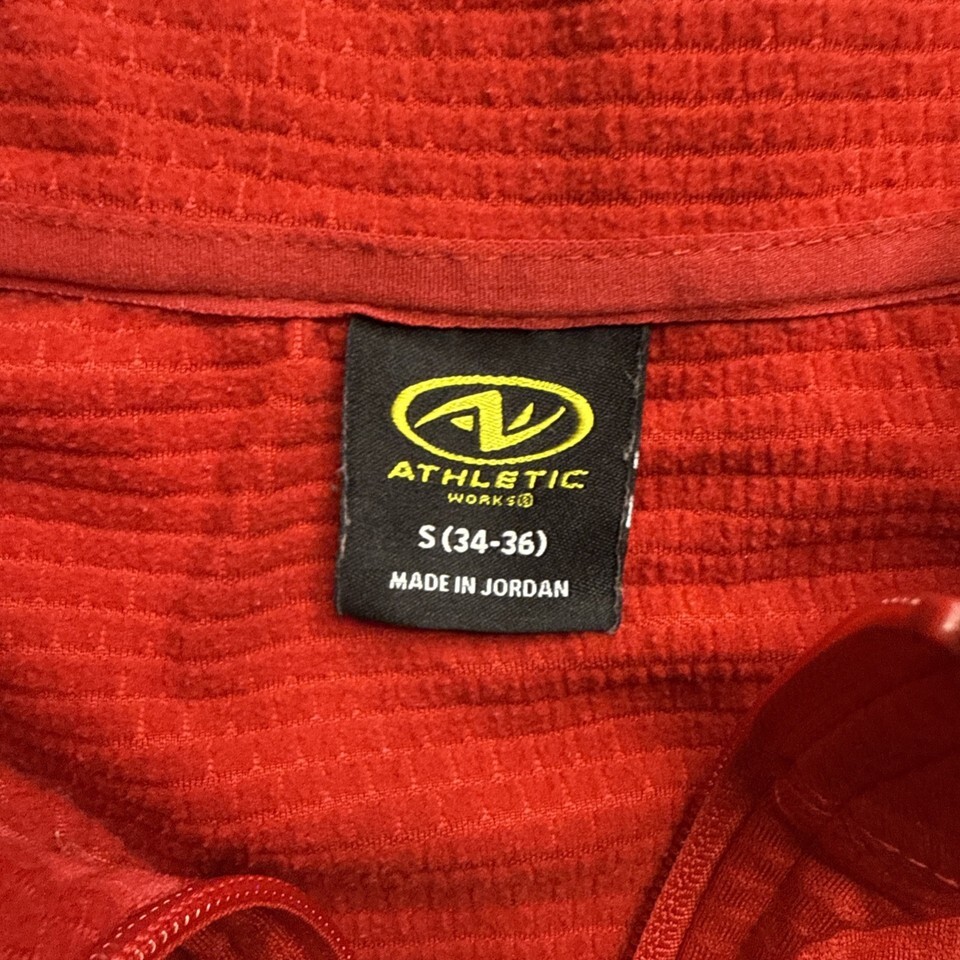 ATHLETIC
WORKS®
S (34-36)
MADE IN JORDAN